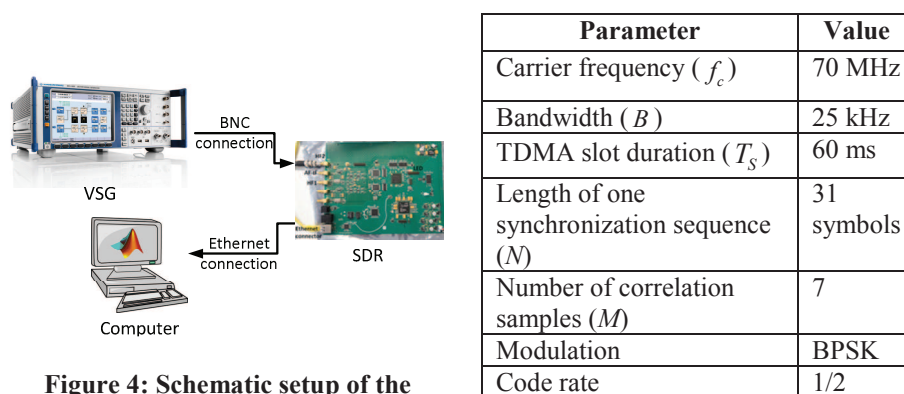 BNC
connection
VSG
Ethernet
connector
SDR
Ethernet
connection
Computer
Figure 4: Schematic setup of the
Parameter Value
Carrier frequency ( f_c ) 70 MHz
Bandwidth ( B ) 25 kHz
TDMA slot duration ( T_S ) 60 ms
Length of one 31
synchronization sequence symbols
(N)
Number of correlation 7
samples (M)
Modulation BPSK
Code rate 1/2